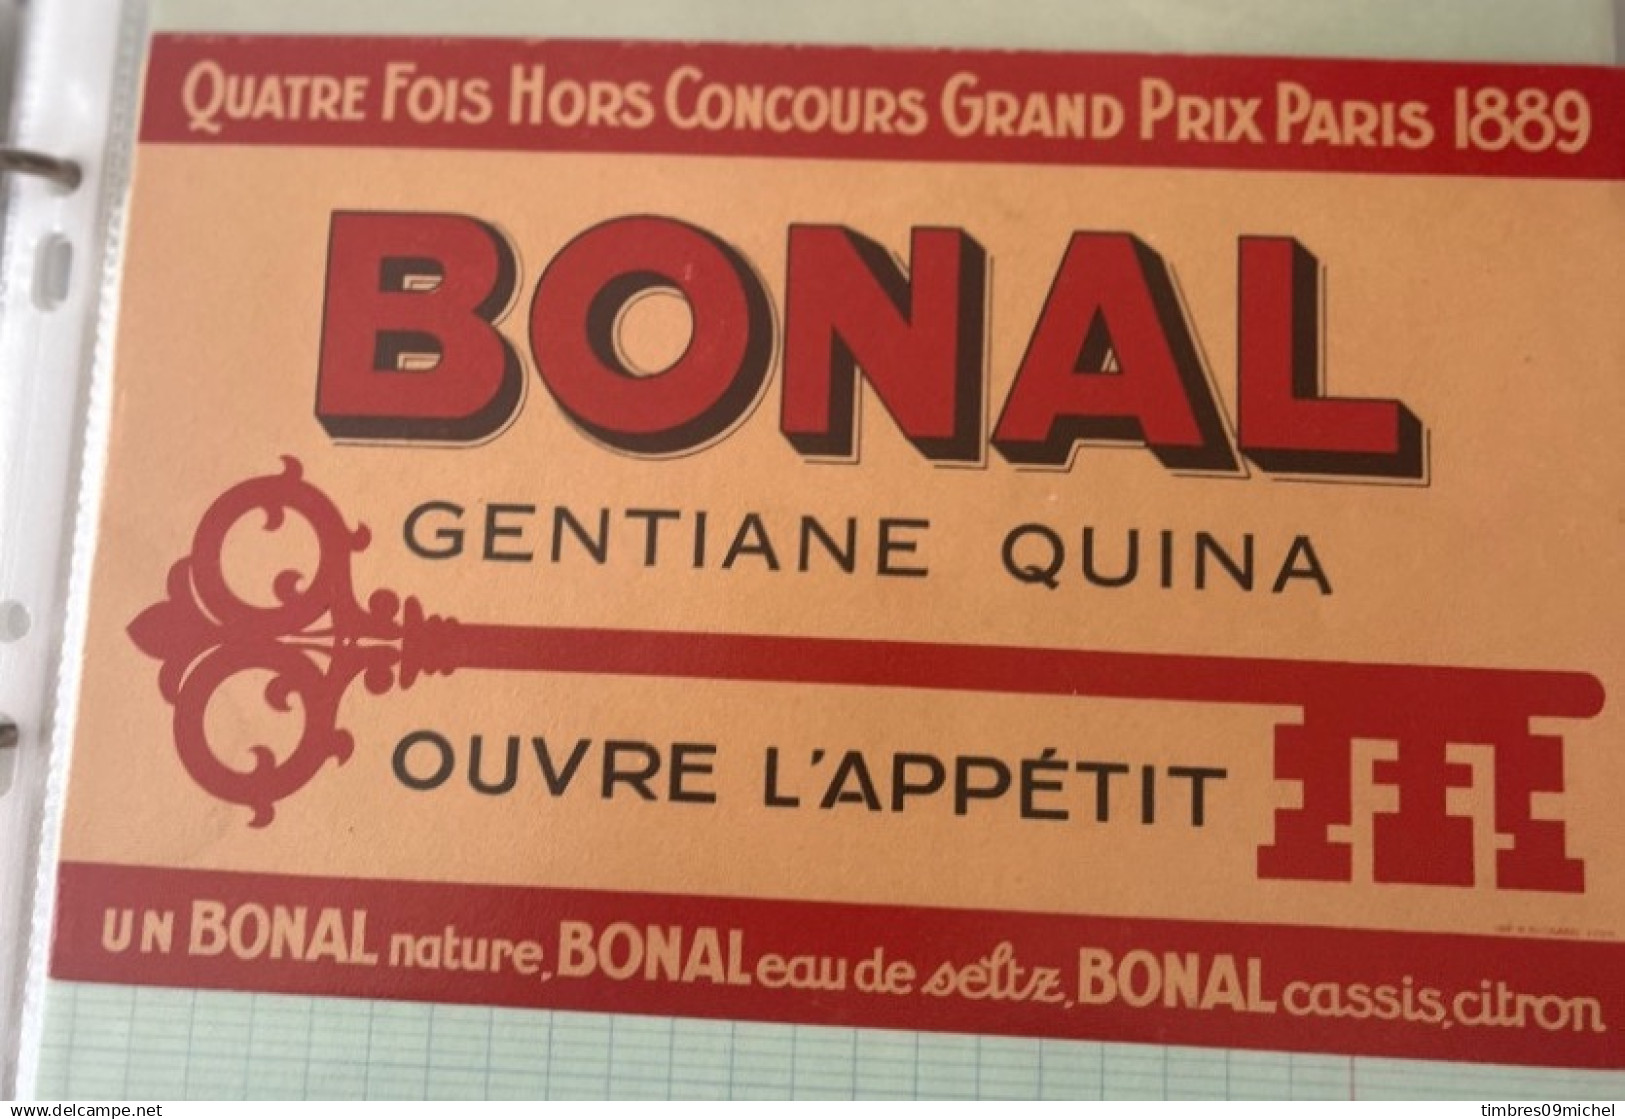 QUATRE FOIS HORS CONCOURS GRAND PRIX PARIS 1889
BONAL
GENTIANE QUINA
OUVRE L'APPÉTIT
UN BONAL nature, BONAL eau de seltz, BONAL cassis, citron
www.delcampe.net
timbres09michel